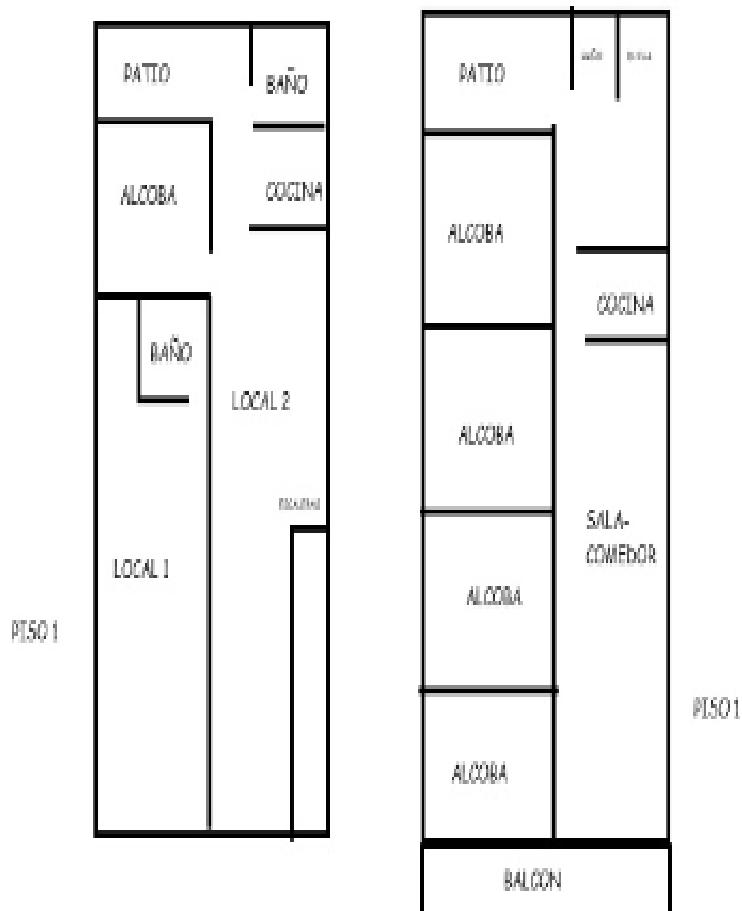 PATIO
BAÑO
ALCOBA
COCINA
BAÑO
LOCAL 2
LOCAL 1
PISO 1
PATIO
ALCOBA
COCINA
ALCOBA
SALA-
COMEDOR
ALCOBA
PISO 1
ALCOBA
BALCON